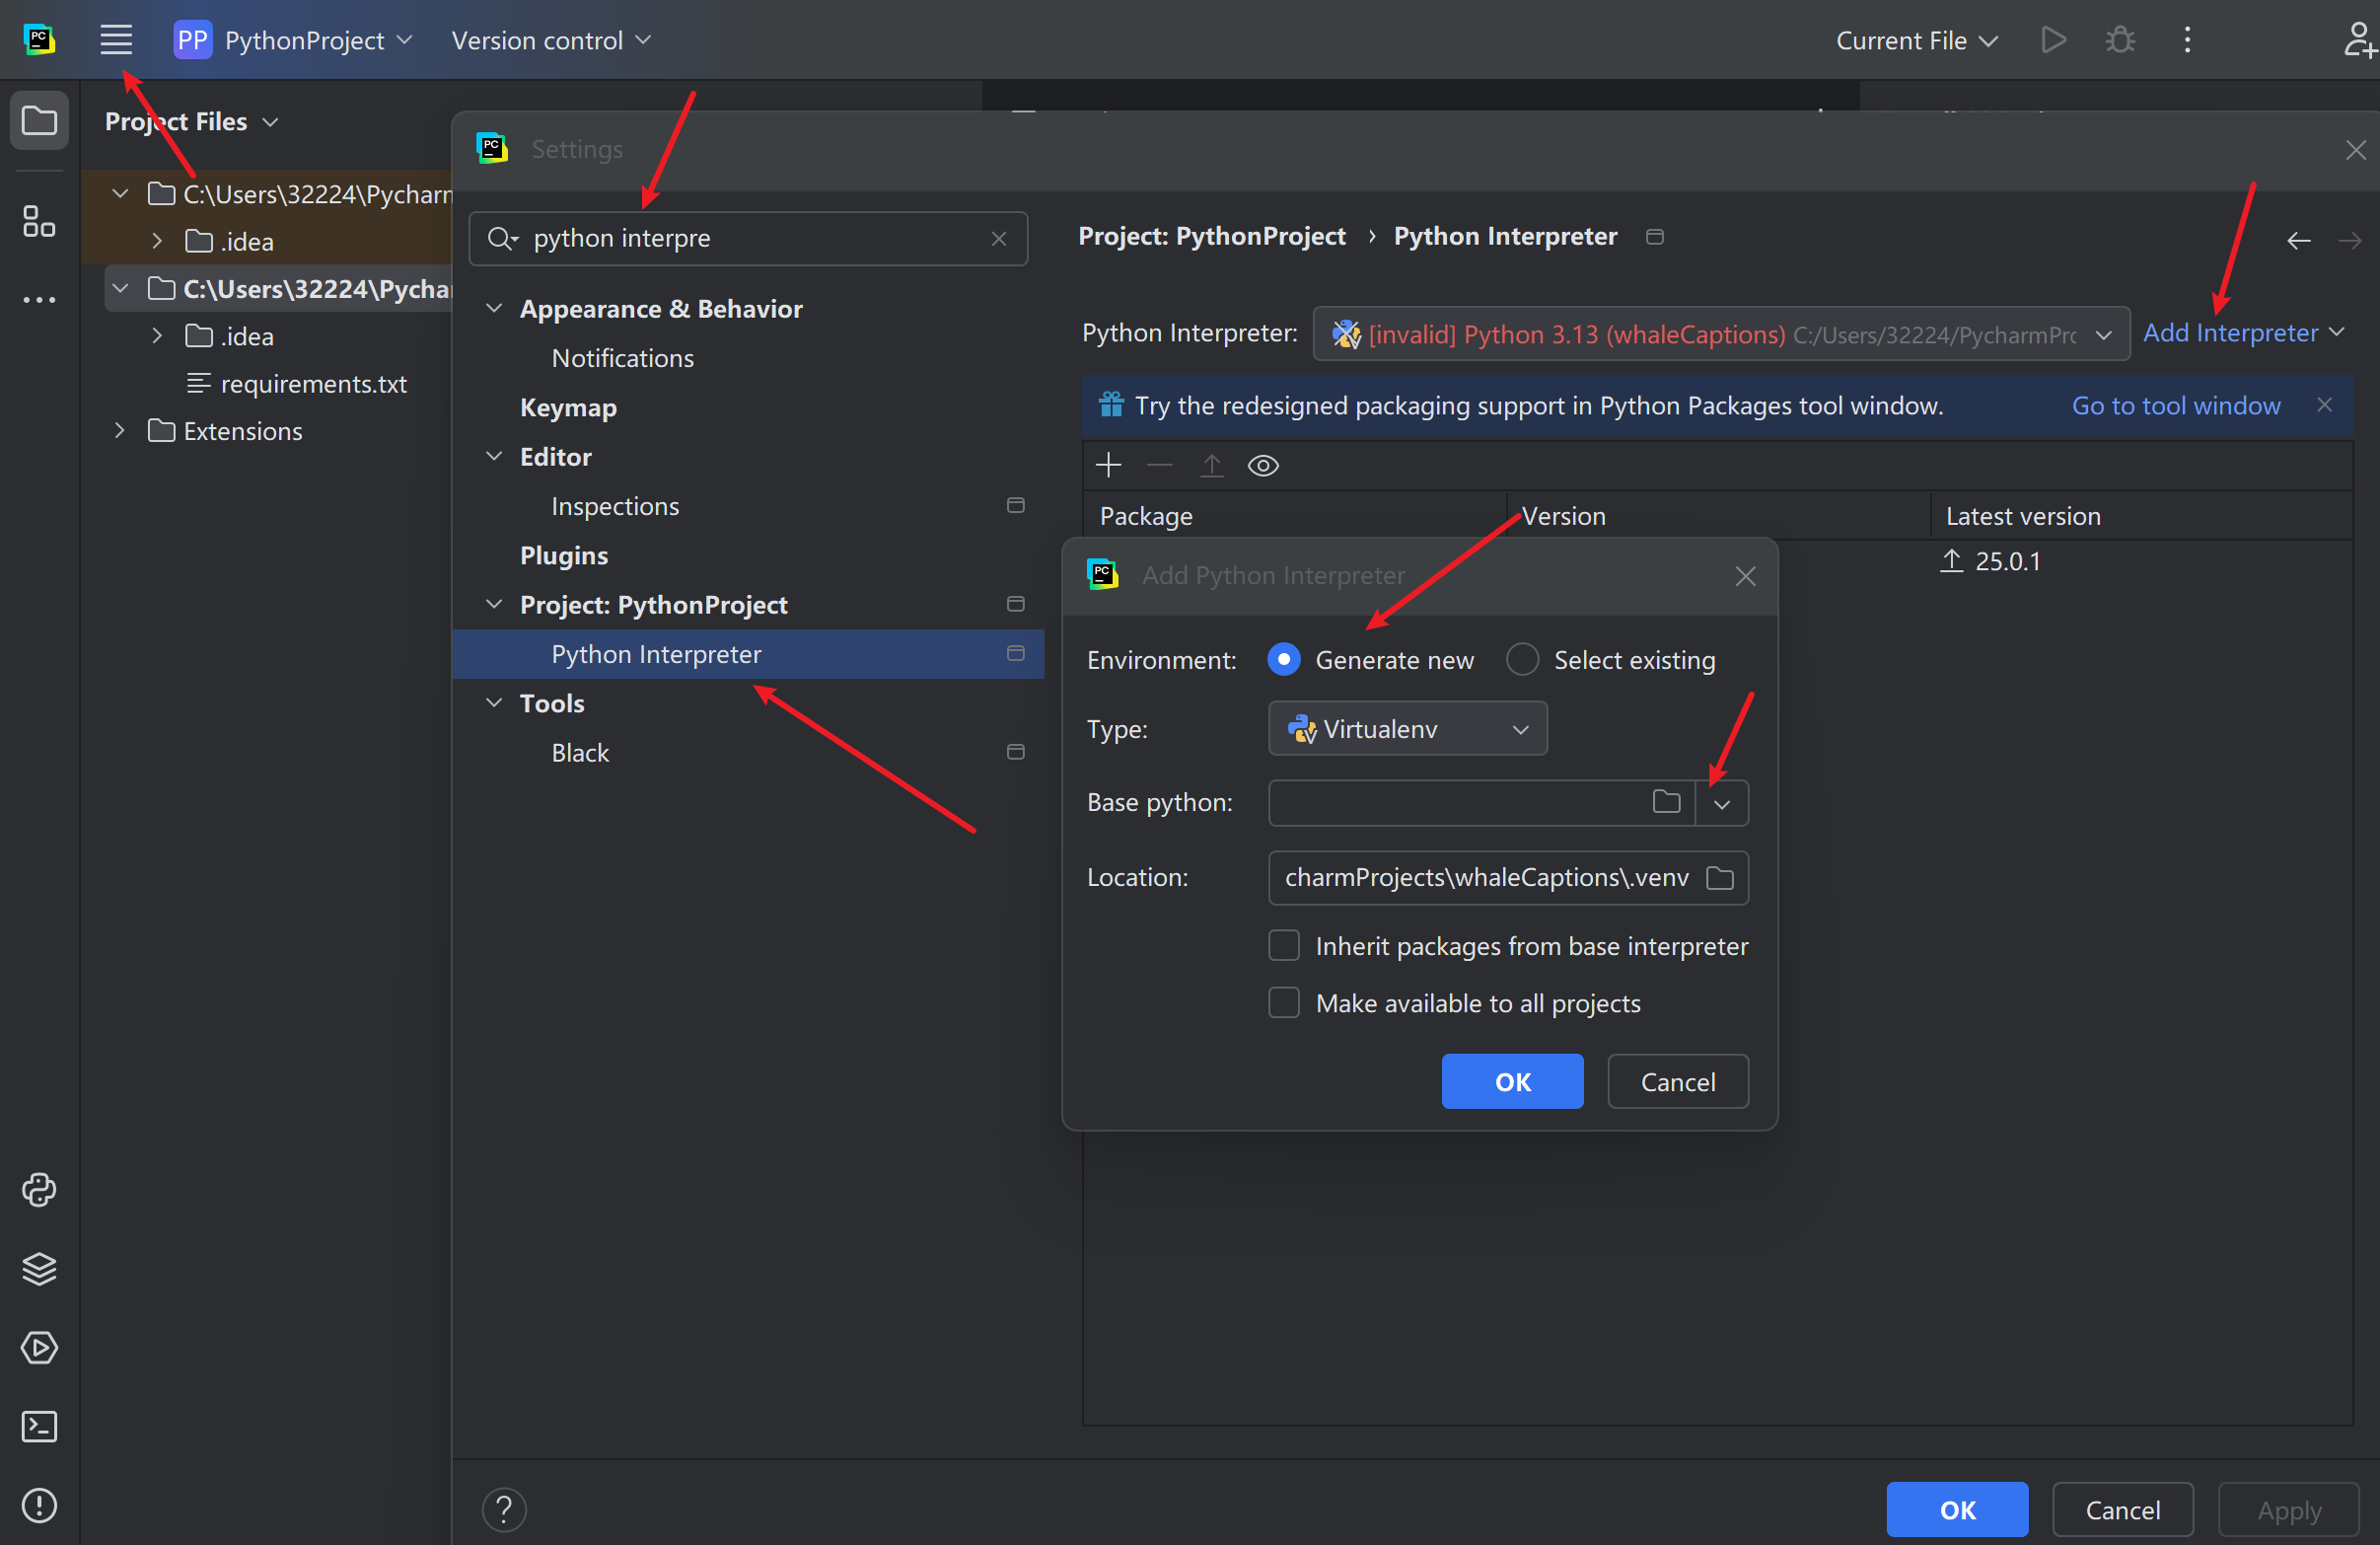 PC
PP PythonProject
Version control
Current File
Project Files
C:\Users\32224\Pycharm
.idea
C:\Users\32224\Pycha
.idea
requirements.txt
Extensions
PC
Settings
python interpre
Appearance & Behavior
Notifications
Keymap
Editor
Inspections
Plugins
Project: PythonProject
Python Interpreter
Tools
Black
Project: PythonProject › Python Interpreter
Python Interpreter:
[invalid] Python 3.13 (whaleCaptions) C:/Users/32224/PycharmPrc
Add Interpreter
Try the redesigned packaging support in Python Packages tool window.
Go to tool window
Package
Version
Latest version
25.0.1
PC
Add Python Interpreter
Environment:
Generate new
Select existing
Type:
Virtualenv
Base python:
Location:
charmProjects\whaleCaptions\.venv
Inherit packages from base interpreter
Make available to all projects
OK
Cancel
?
OK
Cancel
Apply